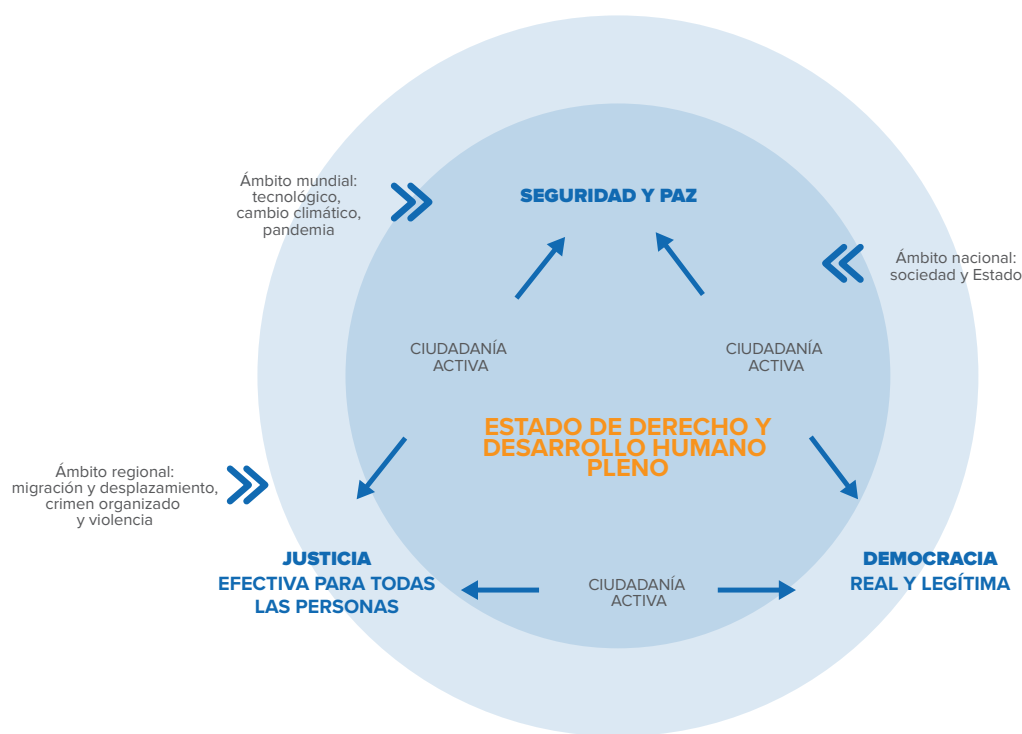 Ámbito mundial:
tecnológico,
cambio climático,
pandemia
SEGURIDAD Y PAZ
Ámbito nacional:
sociedad y Estado
CIUDADANÍA
ACTIVA
CIUDADANÍA
ACTIVA
ESTADO DE DERECHO Y
DESARROLLO HUMANO
PLENO
Ámbito regional:
migración y desplazamiento,
crimen organizado
y violencia
JUSTICIA
EFECTIVA PARA TODAS
LAS PERSONAS
CIUDADANÍA
ACTIVA
DEMOCRACIA
REAL Y LEGÍTIMA